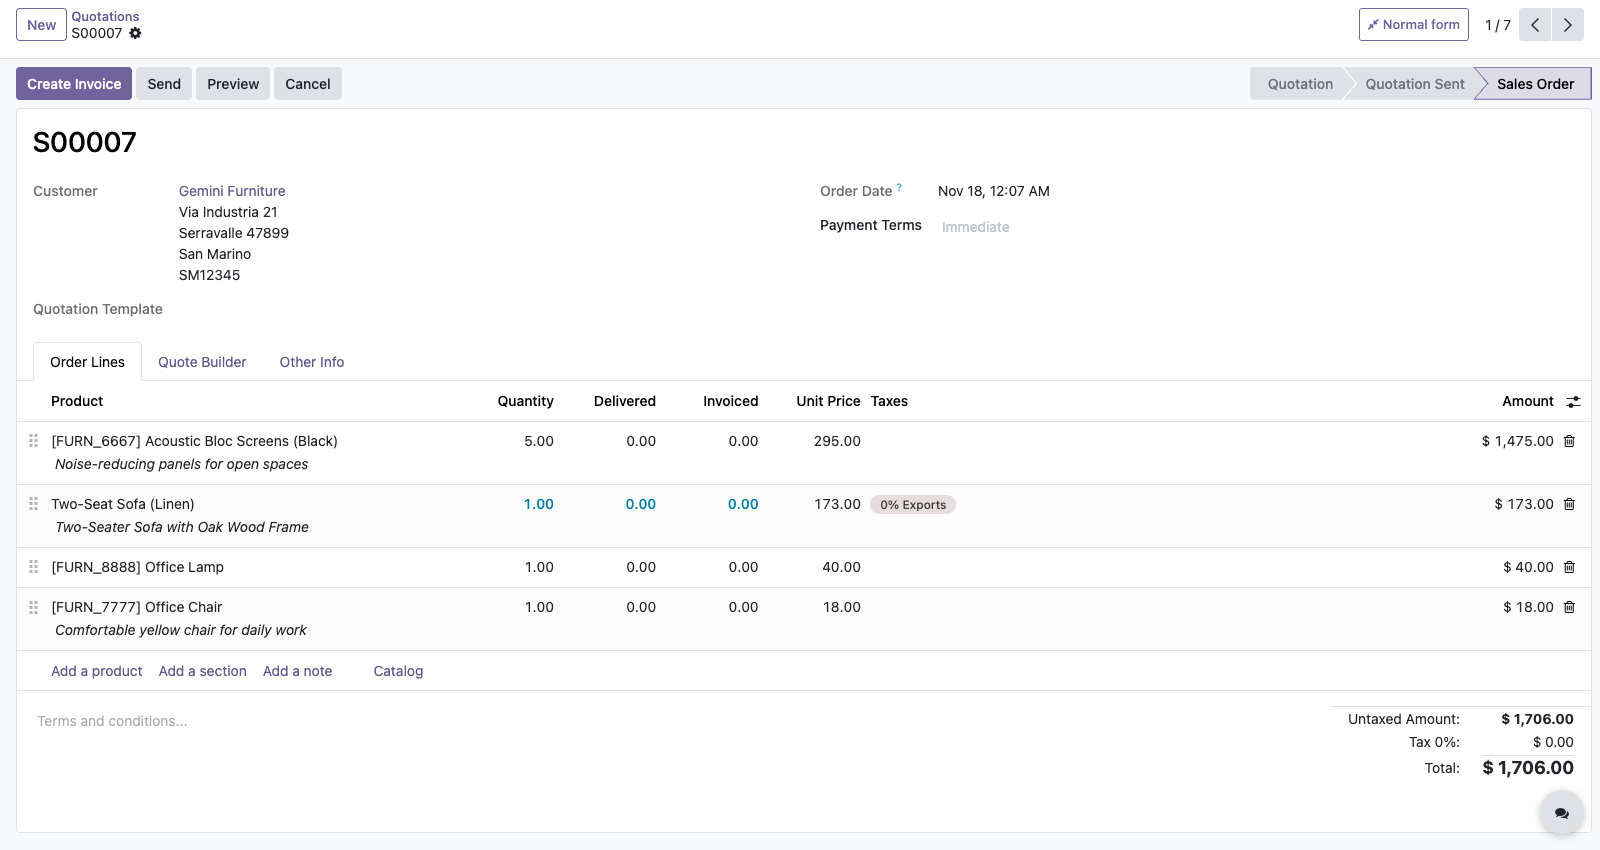 New
Quotations
S00007
Normal form
1 / 7
Create Invoice
Send
Preview
Cancel
Quotation
Quotation Sent
Sales Order
S00007
Customer
Gemini Furniture
Via Industria 21
Serravalle 47899
San Marino
SM12345
Order Date ?
Nov 18, 12:07 AM
Payment Terms
Immediate
Quotation Template
Order Lines
Quote Builder
Other Info
Product Quantity Delivered Invoiced Unit Price Taxes Amount
[FURN_6667] Acoustic Bloc Screens (Black) 5.00 0.00 0.00 295.00 $ 1,475.00
Noise-reducing panels for open spaces
Two-Seat Sofa (Linen) 1.00 0.00 0.00 173.00 0% Exports $ 173.00
Two-Seater Sofa with Oak Wood Frame
[FURN_8888] Office Lamp 1.00 0.00 0.00 40.00 $ 40.00
[FURN_7777] Office Chair 1.00 0.00 0.00 18.00 $ 18.00
Comfortable yellow chair for daily work
Add a product Add a section Add a note Catalog
Terms and conditions...
Untaxed Amount: $ 1,706.00
Tax 0%: $ 0.00
Total: $ 1,706.00